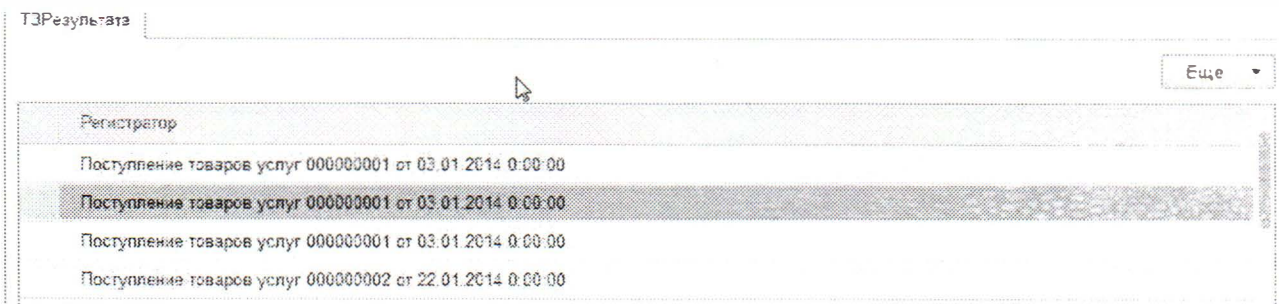 ТЗРезультата
Еще
Регистратор
Поступление товаров услуг 000000001 от 03.01.2014 0:00:00
Поступление товаров услуг 000000001 от 03.01.2014 0:00:00
Поступление товаров услуг 000000001 от 03.01.2014 0:00:00
Поступление товаров услуг 000000002 от 22.01.2014 0:00:00